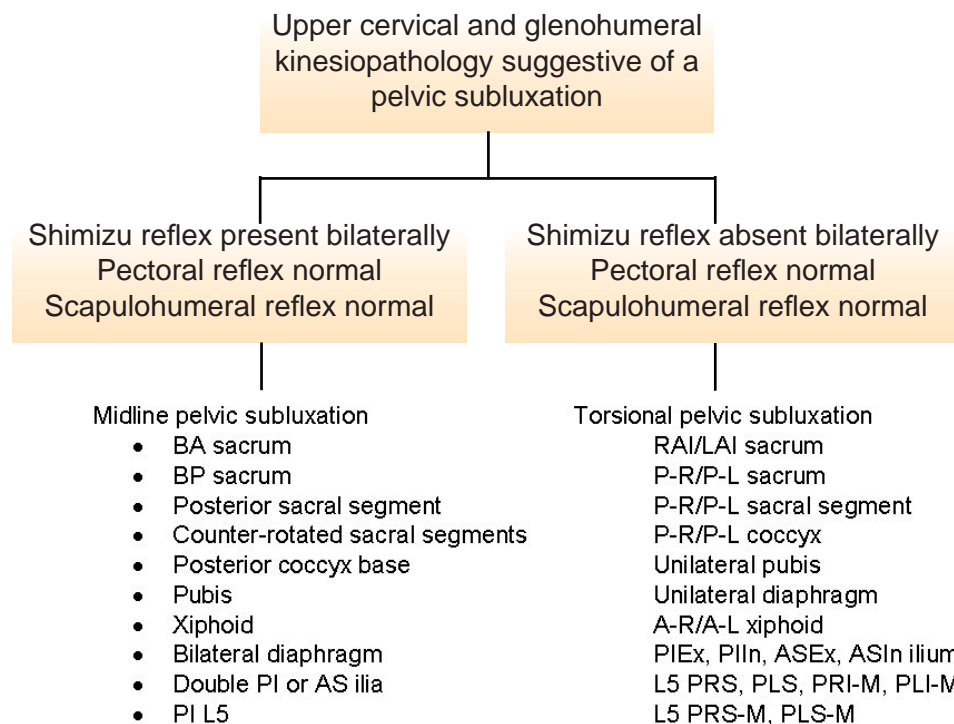 Upper cervical and glenohumeral
kinesiopathology suggestive of a
pelvic subluxation
Shimizu reflex present bilaterally
Pectoral reflex normal
Scapulohumeral reflex normal
Shimizu reflex absent bilaterally
Pectoral reflex normal
Scapulohumeral reflex normal
Midline pelvic subluxation
• BA sacrum
• BP sacrum
• Posterior sacral segment
• Counter-rotated sacral segments
• Posterior coccyx base
• Pubis
• Xiphoid
• Bilateral diaphragm
• Double PI or AS ilia
• PI L5
Torsional pelvic subluxation
RAI/LAI sacrum
P-R/P-L sacrum
P-R/P-L sacral segment
P-R/P-L coccyx
Unilateral pubis
Unilateral diaphragm
A-R/A-L xiphoid
PIEx, PIIn, ASEx, ASIn ilium
L5 PRS, PLS, PRI-M, PLI-M
L5 PRS-M, PLS-M